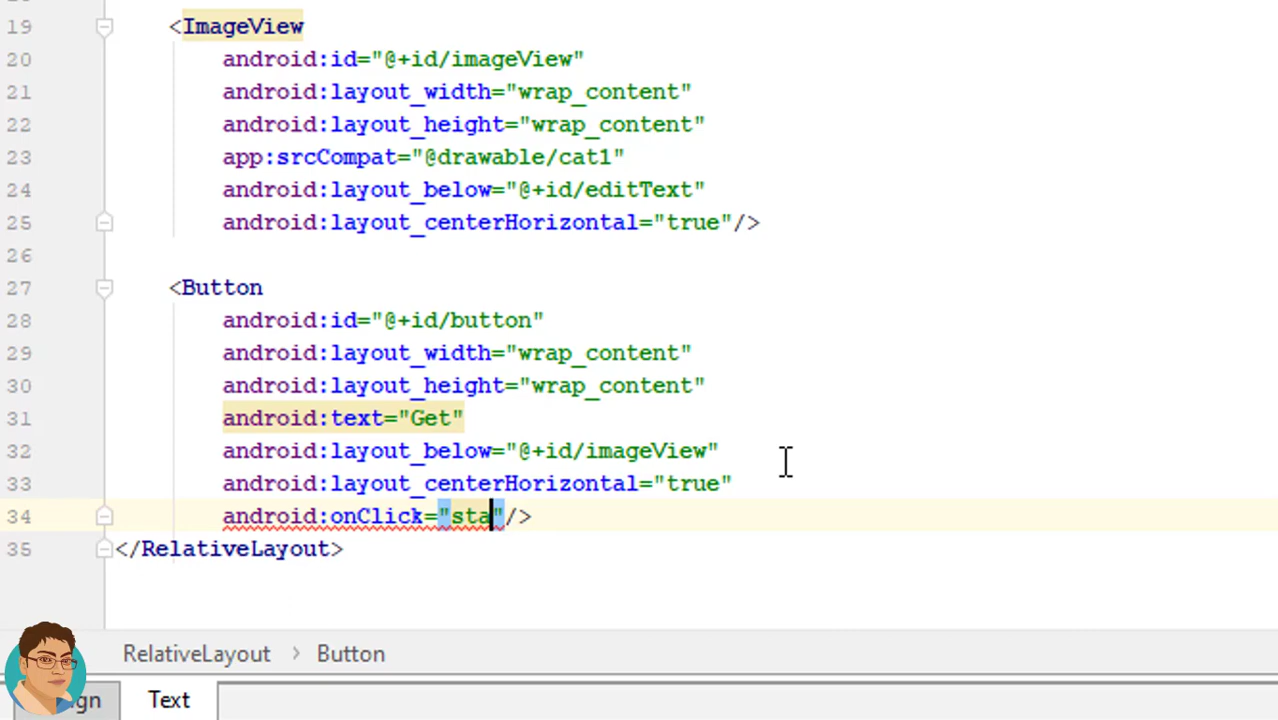 19 <ImageView
20 android:id="@+id/imageView"
21 android:layout_width="wrap_content"
22 android:layout_height="wrap_content"
23 app:srcCompat="@drawable/cat1"
24 android:layout_below="@+id/editText"
25 android:layout_centerHorizontal="true"/>
26
27 <Button
28 android:id="@+id/button"
29 android:layout_width="wrap_content"
30 android:layout_height="wrap_content"
31 android:text="Get"
32 android:layout_below="@+id/imageView"
33 android:layout_centerHorizontal="true"
34 android:onClick="sta"/>
35 </RelativeLayout>
RelativeLayout › Button
Text